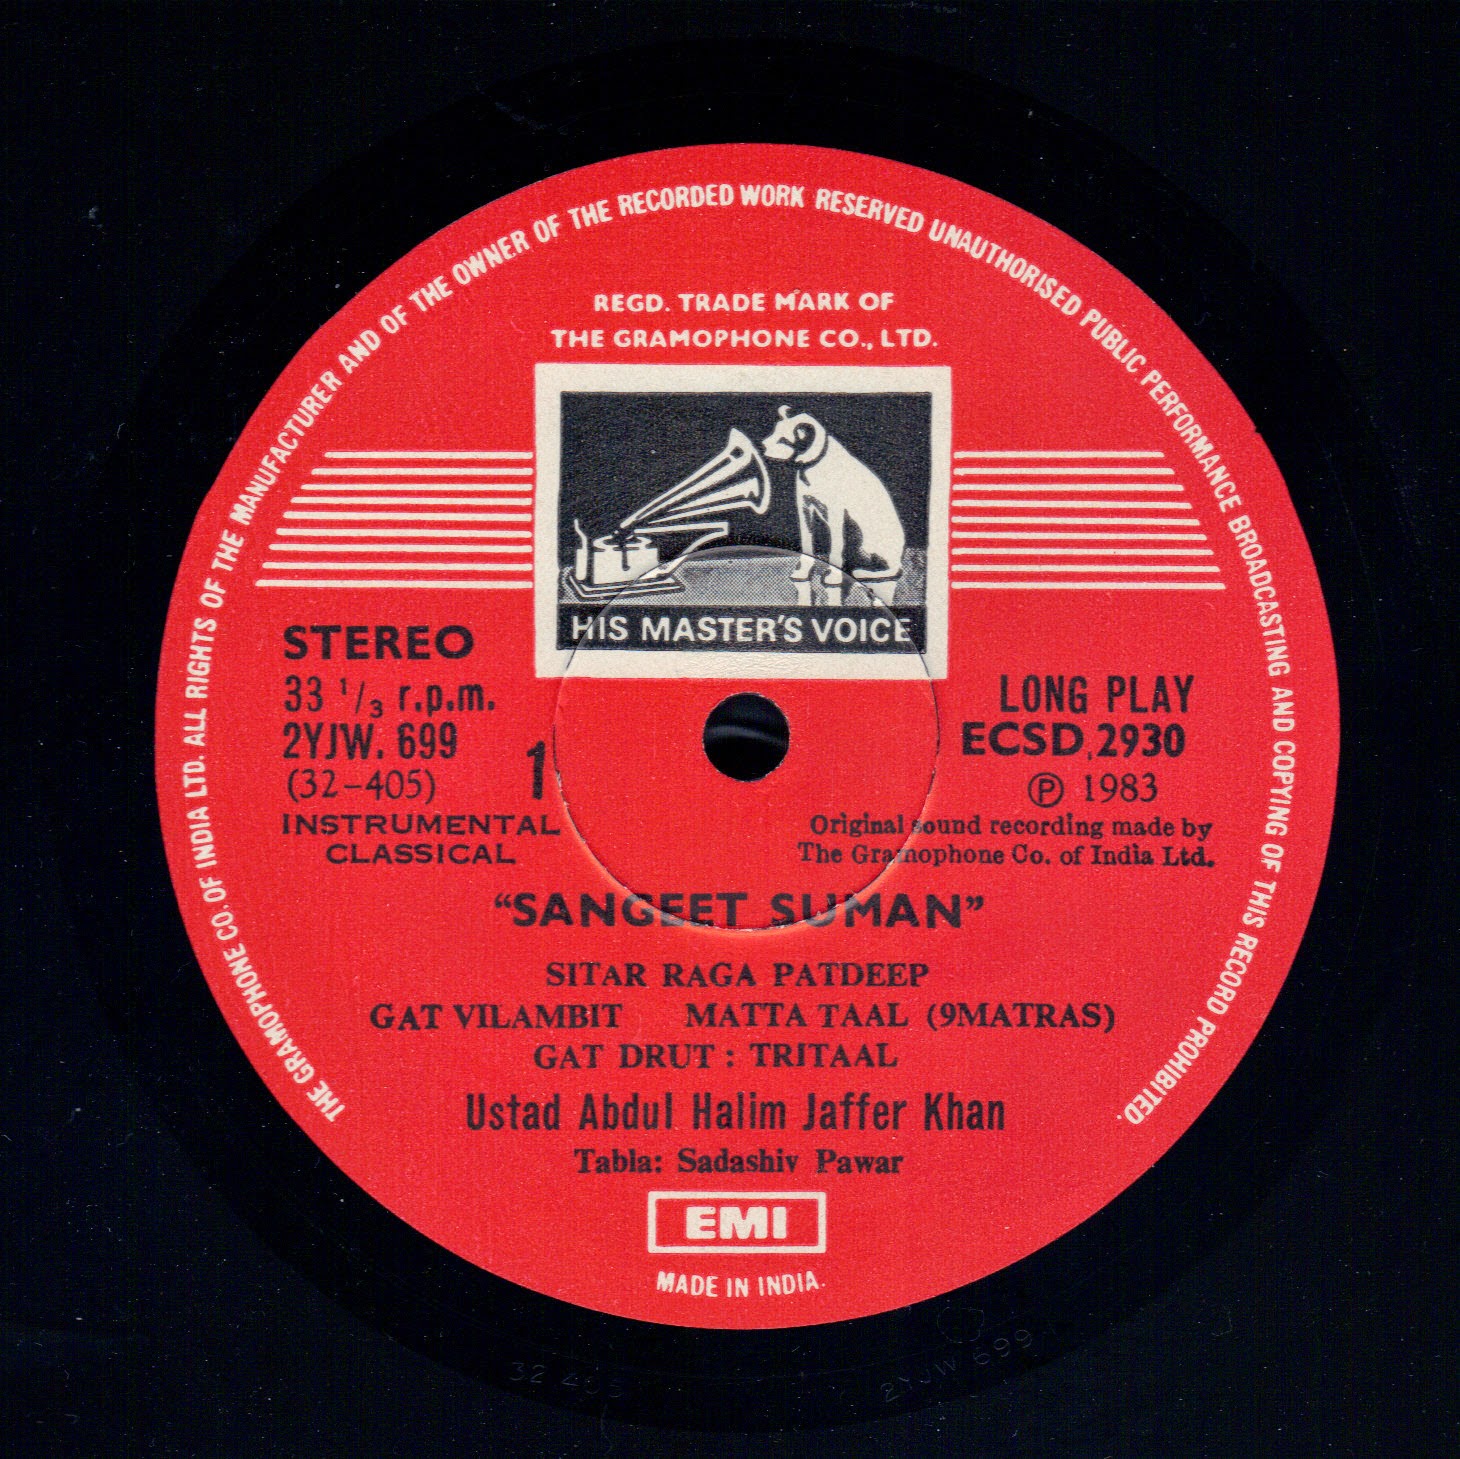 THE GRAMOPHONE CO. OF INDIA LTD. ALL RIGHTS OF THE MANUFACTURER AND OF THE OWNER OF THE RECORDED WORK RESERVED UNAUTHORISED PUBLIC PERFORMANCE BROADCASTING AND COPYING OF THIS RECORD PROHIBITED.
REGD. TRADE MARK OF
THE GRAMOPHONE CO., LTD.
HIS MASTER'S VOICE
STEREO
33 1/3 r.p.m.
2YJW. 699
(32-405)
1
INSTRUMENTAL
CLASSICAL
LONG PLAY
ECSD.2930
℗ 1983
Original sound recording made by
The Gramophone Co. of India Ltd.
"SANGEET SUMAN"
SITAR RAGA PATDEEP
GAT VILAMBIT MATTA TAAL (9MATRAS)
GAT DRUT : TRITAAL
Ustad Abdul Halim Jaffer Khan
Tabla: Sadashiv Pawar
EMI
MADE IN INDIA.
2YJW 699